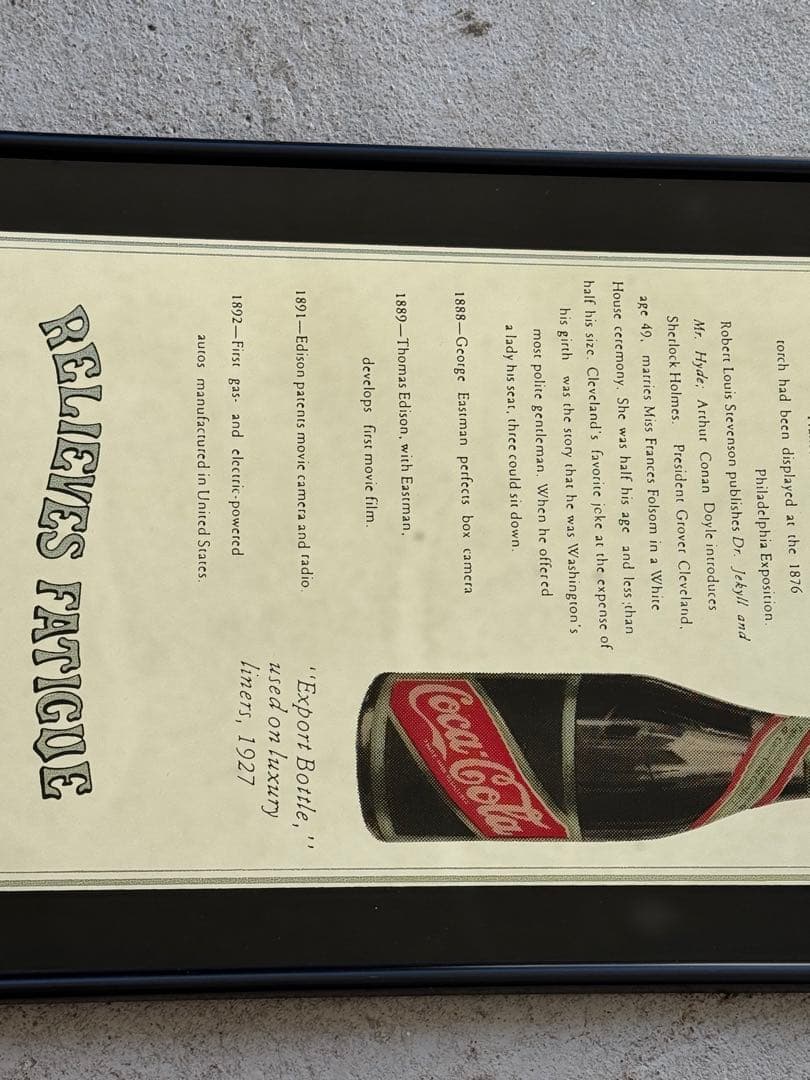 torch had been displayed at the 1876
Philadelphia Exposition.
Robert Louis Stevenson publishes Dr. Jekyll and
Mr. Hyde; Arthur Conan Doyle introduces
Sherlock Holmes. President Grover Cleveland,
age 49, marries Miss Frances Folsom in a White
House ceremony. She was half his age and less than
half his size. Cleveland's favorite joke at the expense of
his girth was the story that he was Washington's
most polite gentleman. When he offered
a lady his seat, three could sit down.
1888—George Eastman perfects box camera
1889—Thomas Edison, with Eastman,
develops first movie film.
1891—Edison patents movie camera and radio.
1892—First gas- and electric-powered
autos manufactured in United States.
Coca-Cola
"Export Bottle,"
used on luxury
liners, 1927
RELIEVES FATIGUE